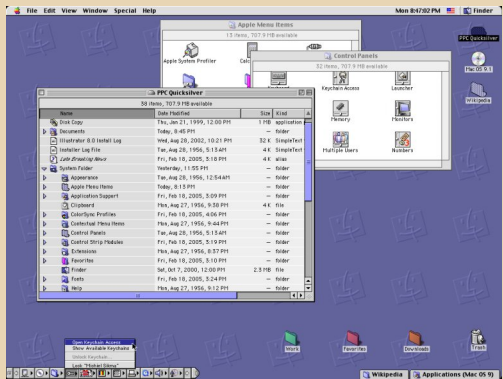 File Edit View Window Special Help
Mon 8:47:02 PM
Finder
Apple Menu Items
13 items, 707.9 MB available
Apple System Profiler
PPC Quicksilver
Control Panels
32 items, 707.9 MB available
Keychain Access
Launcher
Memory
Monitors
Multiple Users
Numbers
Mac OS 9.1
Wikipedia
PPC Quicksilver
38 items, 707.9 MB available
Name Date Modified Size Kind
Disk Copy Thu, Jan 21, 1999, 12:00 PM 1 MB application
Documents Today, 8:45 PM — folder
Illustrator 8.0 Install Log Wed, Aug 28, 2002, 10:21 PM 32 K SimpleText
Installer Log File Tue, Aug 28, 1956, 5:13 AM 4 K SimpleText
Late Breaking News Fri, Feb 18, 2005, 3:18 PM 4 K alias
System Folder Yesterday, 11:55 PM — folder
Appearance Tue, Aug 28, 1956, 12:54 AM — folder
Apple Menu Items Today, 8:13 PM — folder
Application Support Fri, Feb 18, 2005, 3:09 PM — folder
Clipboard Mon, Aug 27, 1956, 9:38 PM 4 K file
ColorSync Profiles Fri, Feb 18, 2005, 4:06 PM — folder
Contextual Menu Items Mon, Aug 27, 1956, 9:44 PM — folder
Control Panels Tue, Aug 28, 1956, 5:13 AM — folder
Control Strip Modules Fri, Feb 18, 2005, 3:19 PM — folder
Extensions Mon, Aug 27, 1956, 8:37 PM — folder
Favorites Fri, Feb 18, 2005, 3:10 PM — folder
Finder Sat, Oct 7, 2000, 12:00 PM 2.3 MB file
Fonts Fri, Feb 18, 2005, 3:24 PM — folder
Help Mon, Aug 27, 1956, 9:12 PM — folder
Open Keychain Access
Show Available Keychains
Unlock Keychain...
Lock
Work
Favorites
Downloads
Trash
Wikipedia
Applications (Mac OS 9)